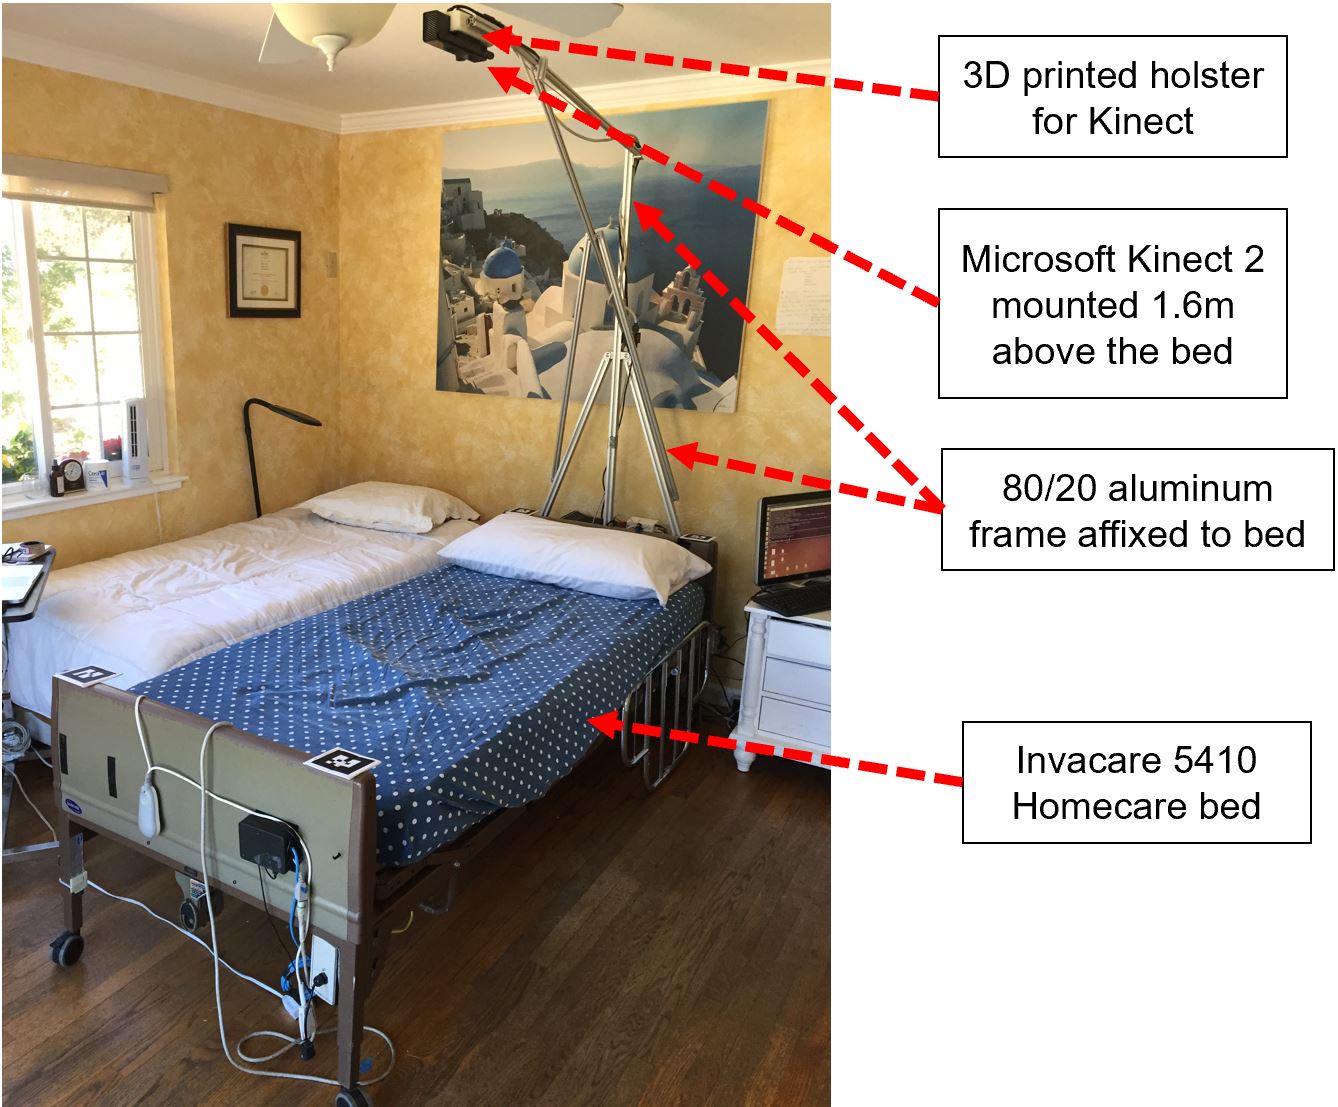 3D printed holster
for Kinect
Microsoft Kinect 2
mounted 1.6m
above the bed
80/20 aluminum
frame affixed to bed
Invacare 5410
Homecare bed